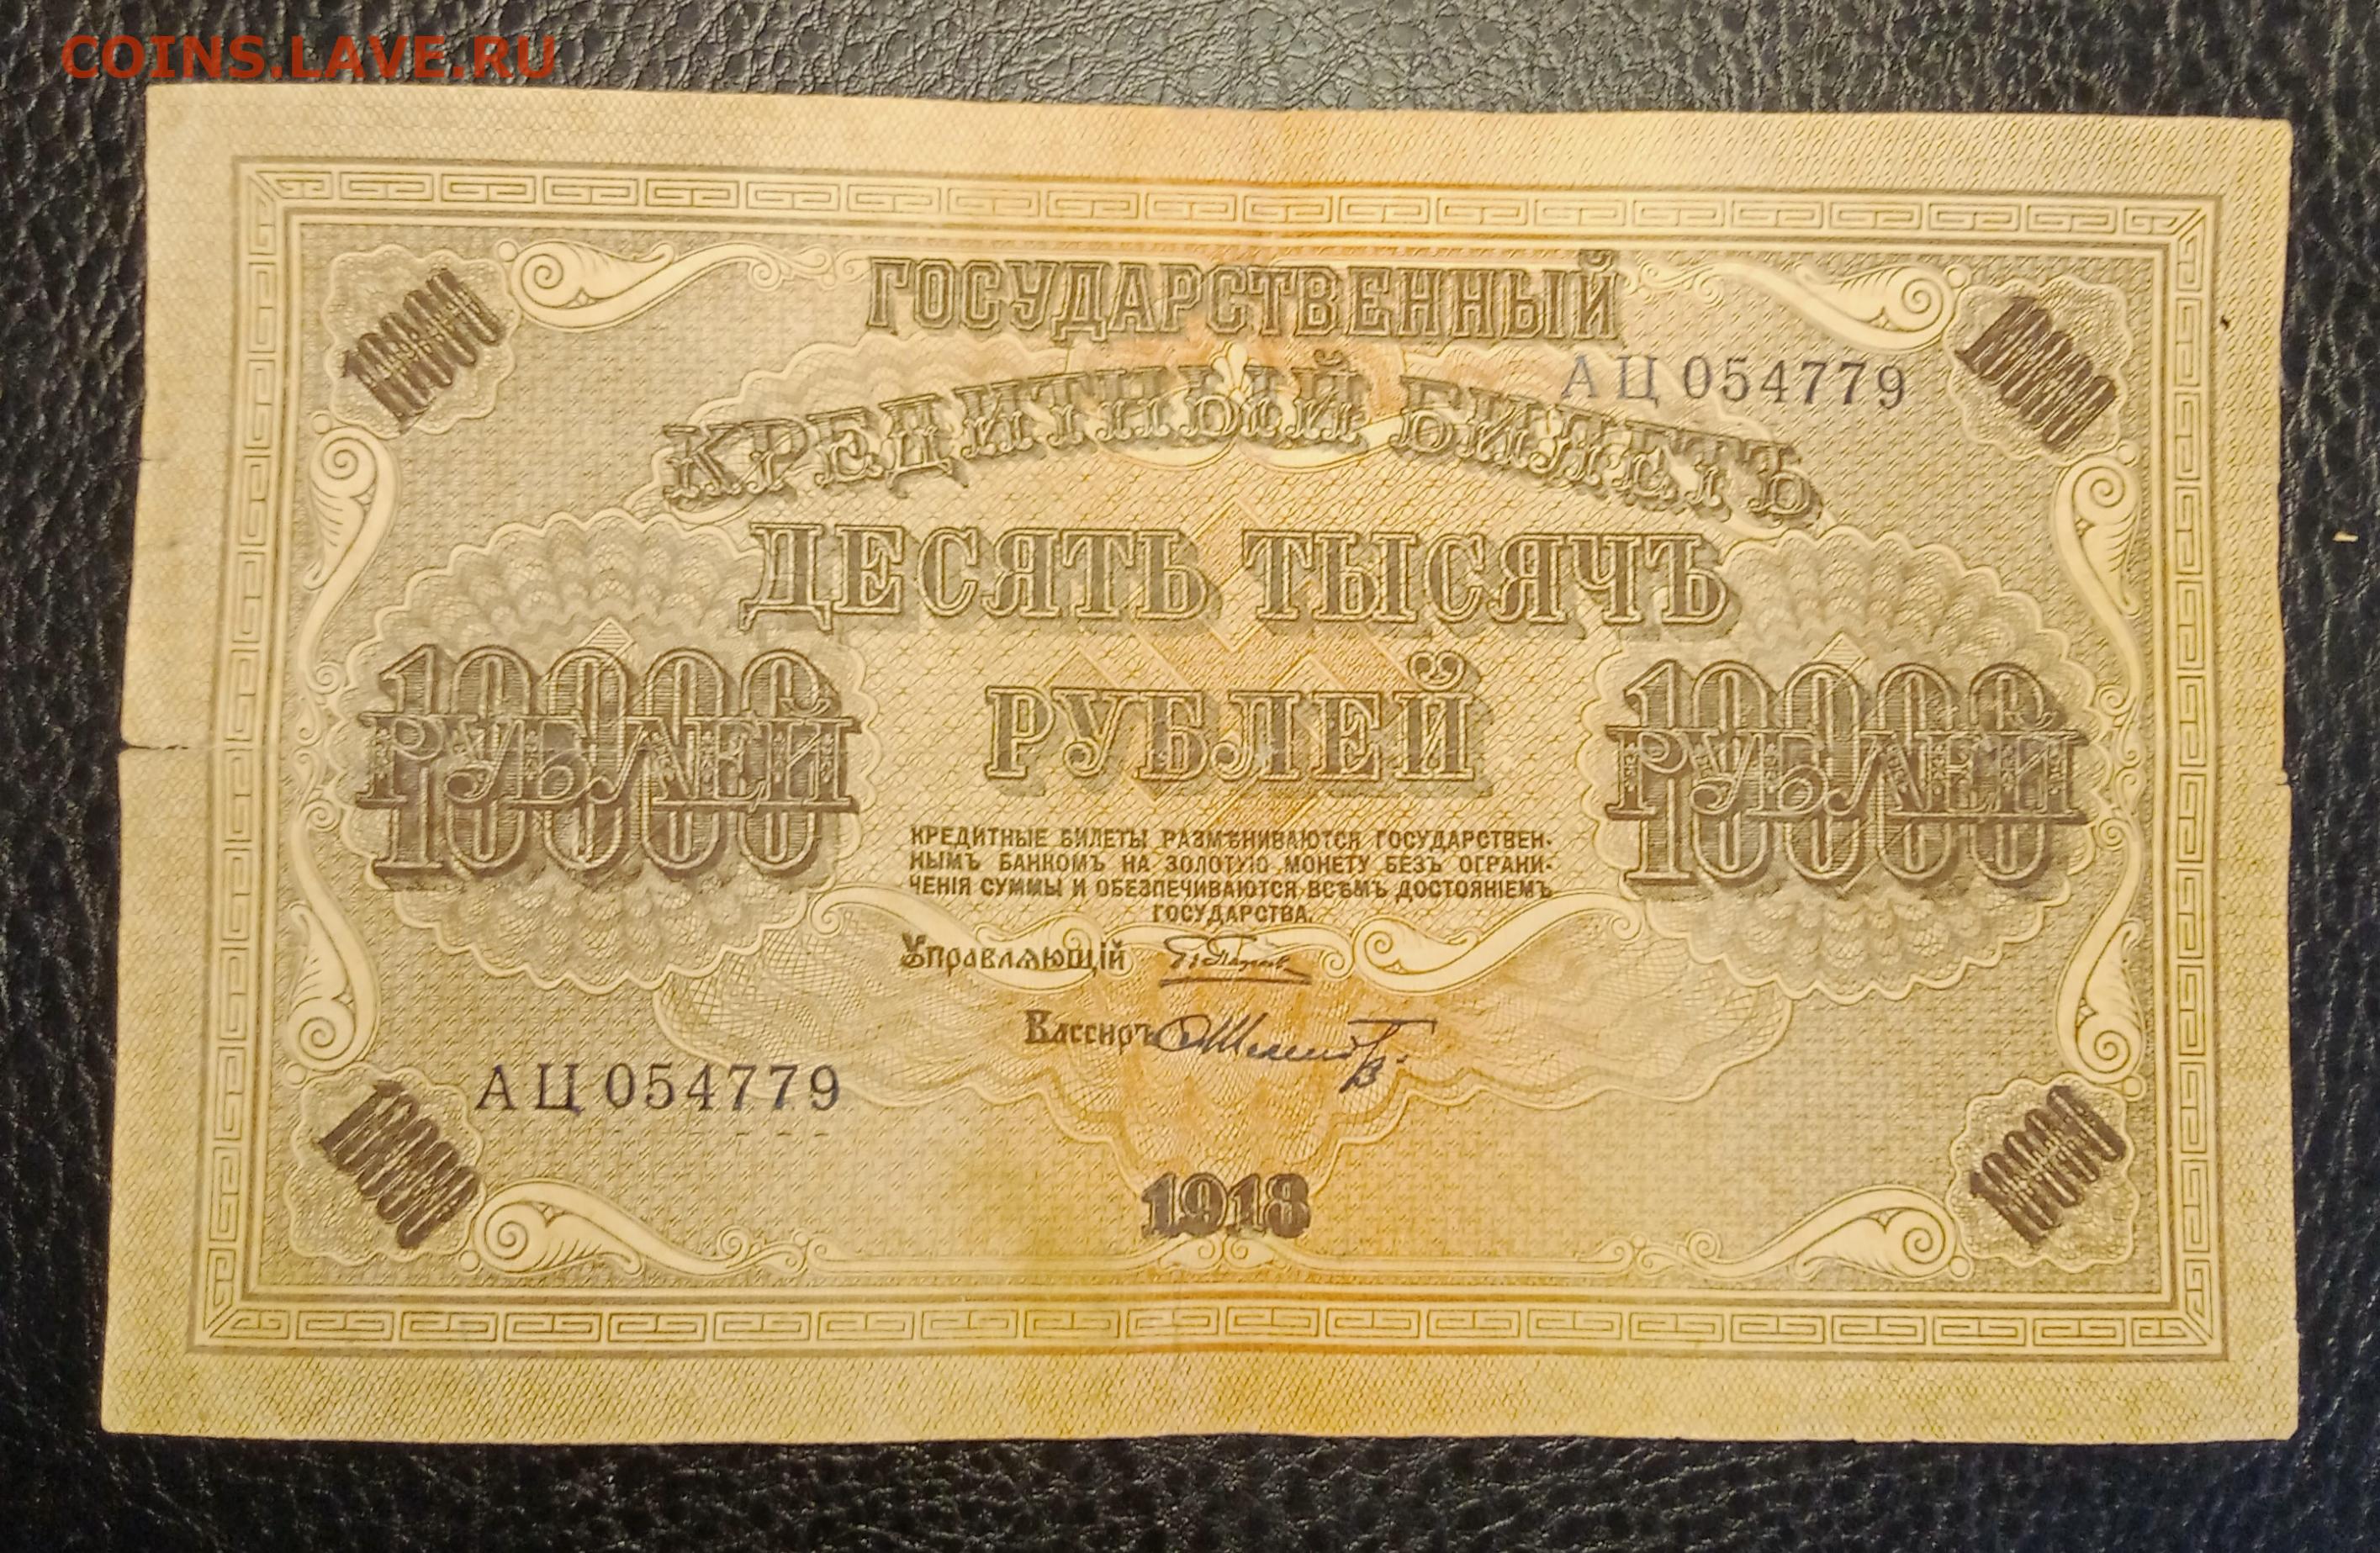 COINS.LAVE.RU
10000
10000
ГОСУДАРСТВЕННЫЙ
АЦ 054779
КРЕДИТНЫЙ БИЛЕТЪ
ДЕСЯТЬ ТЫСЯЧЪ
РУБЛЕЙ
10000
РУБЛЕЙ
10000
РУБЛЕЙ
КРЕДИТНЫЕ БИЛЕТЫ РАЗМѢНИВАЮТСЯ ГОСУДАРСТВЕН-
НЫМЪ БАНКОМЪ НА ЗОЛОТУЮ МОНЕТУ БЕЗЪ ОГРАНИ-
ЧЕНІЯ СУММЫ И ОБЕЗПЕЧИВАЮТСЯ ВСѢМЪ ДОСТОЯНІЕМЪ
ГОСУДАРСТВА.
Управляющій
Кассиръ
АЦ 054779
10000
10000
1918